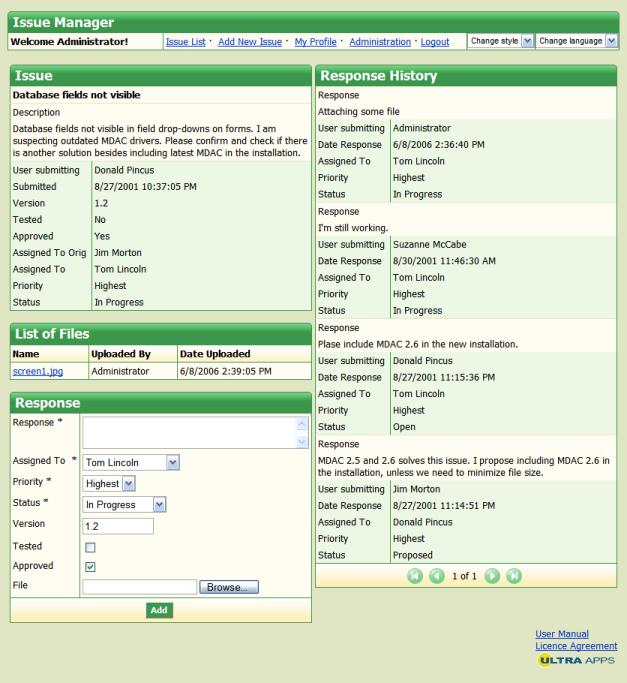 Issue Manager
Welcome Administrator!
Issue List · Add New Issue · My Profile · Administration · Logout
Change style
Change language
Issue
Database fields not visible
Description
Database fields not visible in field drop-downs on forms. I am
suspecting outdated MDAC drivers. Please confirm and check if there
is another solution besides including latest MDAC in the installation.
User submitting Donald Pincus
Submitted 8/27/2001 10:37:05 PM
Version 1.2
Tested No
Approved Yes
Assigned To Orig Jim Morton
Assigned To Tom Lincoln
Priority Highest
Status In Progress
List of Files
Name Uploaded By Date Uploaded
screen1.jpg Administrator 6/8/2006 2:39:05 PM
Response
Response *
Assigned To * Tom Lincoln
Priority * Highest
Status * In Progress
Version 1.2
Tested
Approved
File Browse...
Add
Response History
Response
Attaching some file
User submitting Administrator
Date Response 6/8/2006 2:36:40 PM
Assigned To Tom Lincoln
Priority Highest
Status In Progress
Response
I'm still working.
User submitting Suzanne McCabe
Date Response 8/30/2001 11:46:30 AM
Assigned To Tom Lincoln
Priority Highest
Status In Progress
Response
Plase include MDAC 2.6 in the new installation.
User submitting Donald Pincus
Date Response 8/27/2001 11:15:36 PM
Assigned To Tom Lincoln
Priority Highest
Status Open
Response
MDAC 2.5 and 2.6 solves this issue. I propose including MDAC 2.6 in
the installation, unless we need to minimize file size.
User submitting Jim Morton
Date Response 8/27/2001 11:14:51 PM
Assigned To Donald Pincus
Priority Highest
Status Proposed
1 of 1
User Manual
Licence Agreement
ULTRA APPS